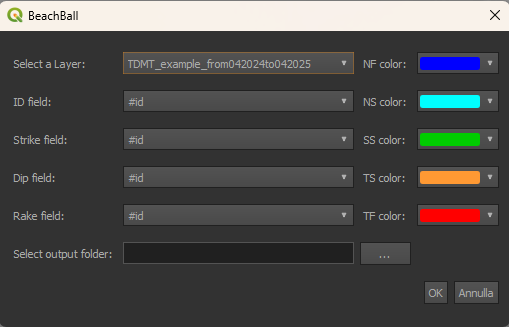 BeachBall
Select a Layer: TDMT_example_from042024to042025 NF color:
ID field: #id NS color:
Strike field: #id SS color:
Dip field: #id TS color:
Rake field: #id TF color:
Select output folder: ...
OK Annulla